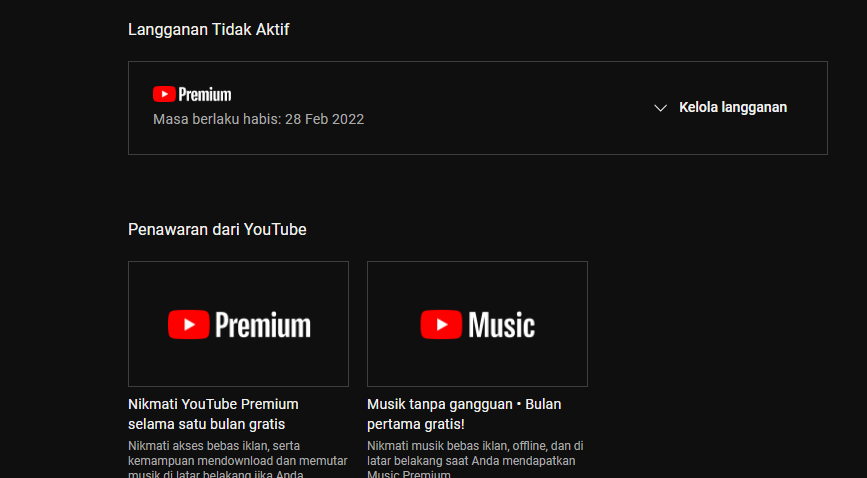 Langganan Tidak Aktif
Premium
Masa berlaku habis: 28 Feb 2022
Kelola langganan
Penawaran dari YouTube
Premium
Music
Nikmati YouTube Premium
selama satu bulan gratis
Nikmati akses bebas iklan, serta
kemampuan mendownload dan memutar
musik di latar belakang jika Anda
Musik tanpa gangguan • Bulan
pertama gratis!
Nikmati musik bebas iklan, offline, dan di
latar belakang saat Anda mendapatkan
Music Premium